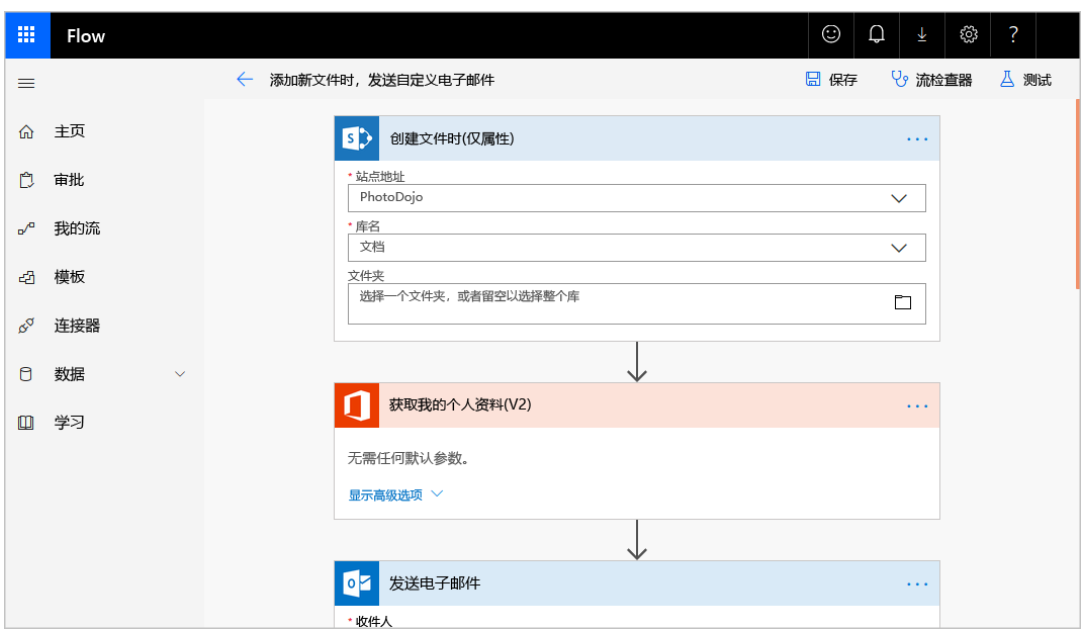 Flow
?
添加新文件时，发送自定义电子邮件
保存
流检查器
测试
主页
审批
我的流
模板
连接器
数据
学习
S
创建文件时(仅属性)
* 站点地址
PhotoDojo
* 库名
文档
文件夹
选择一个文件夹，或者留空以选择整个库
获取我的个人资料(V2)
无需任何默认参数。
显示高级选项
o
发送电子邮件
* 收件人